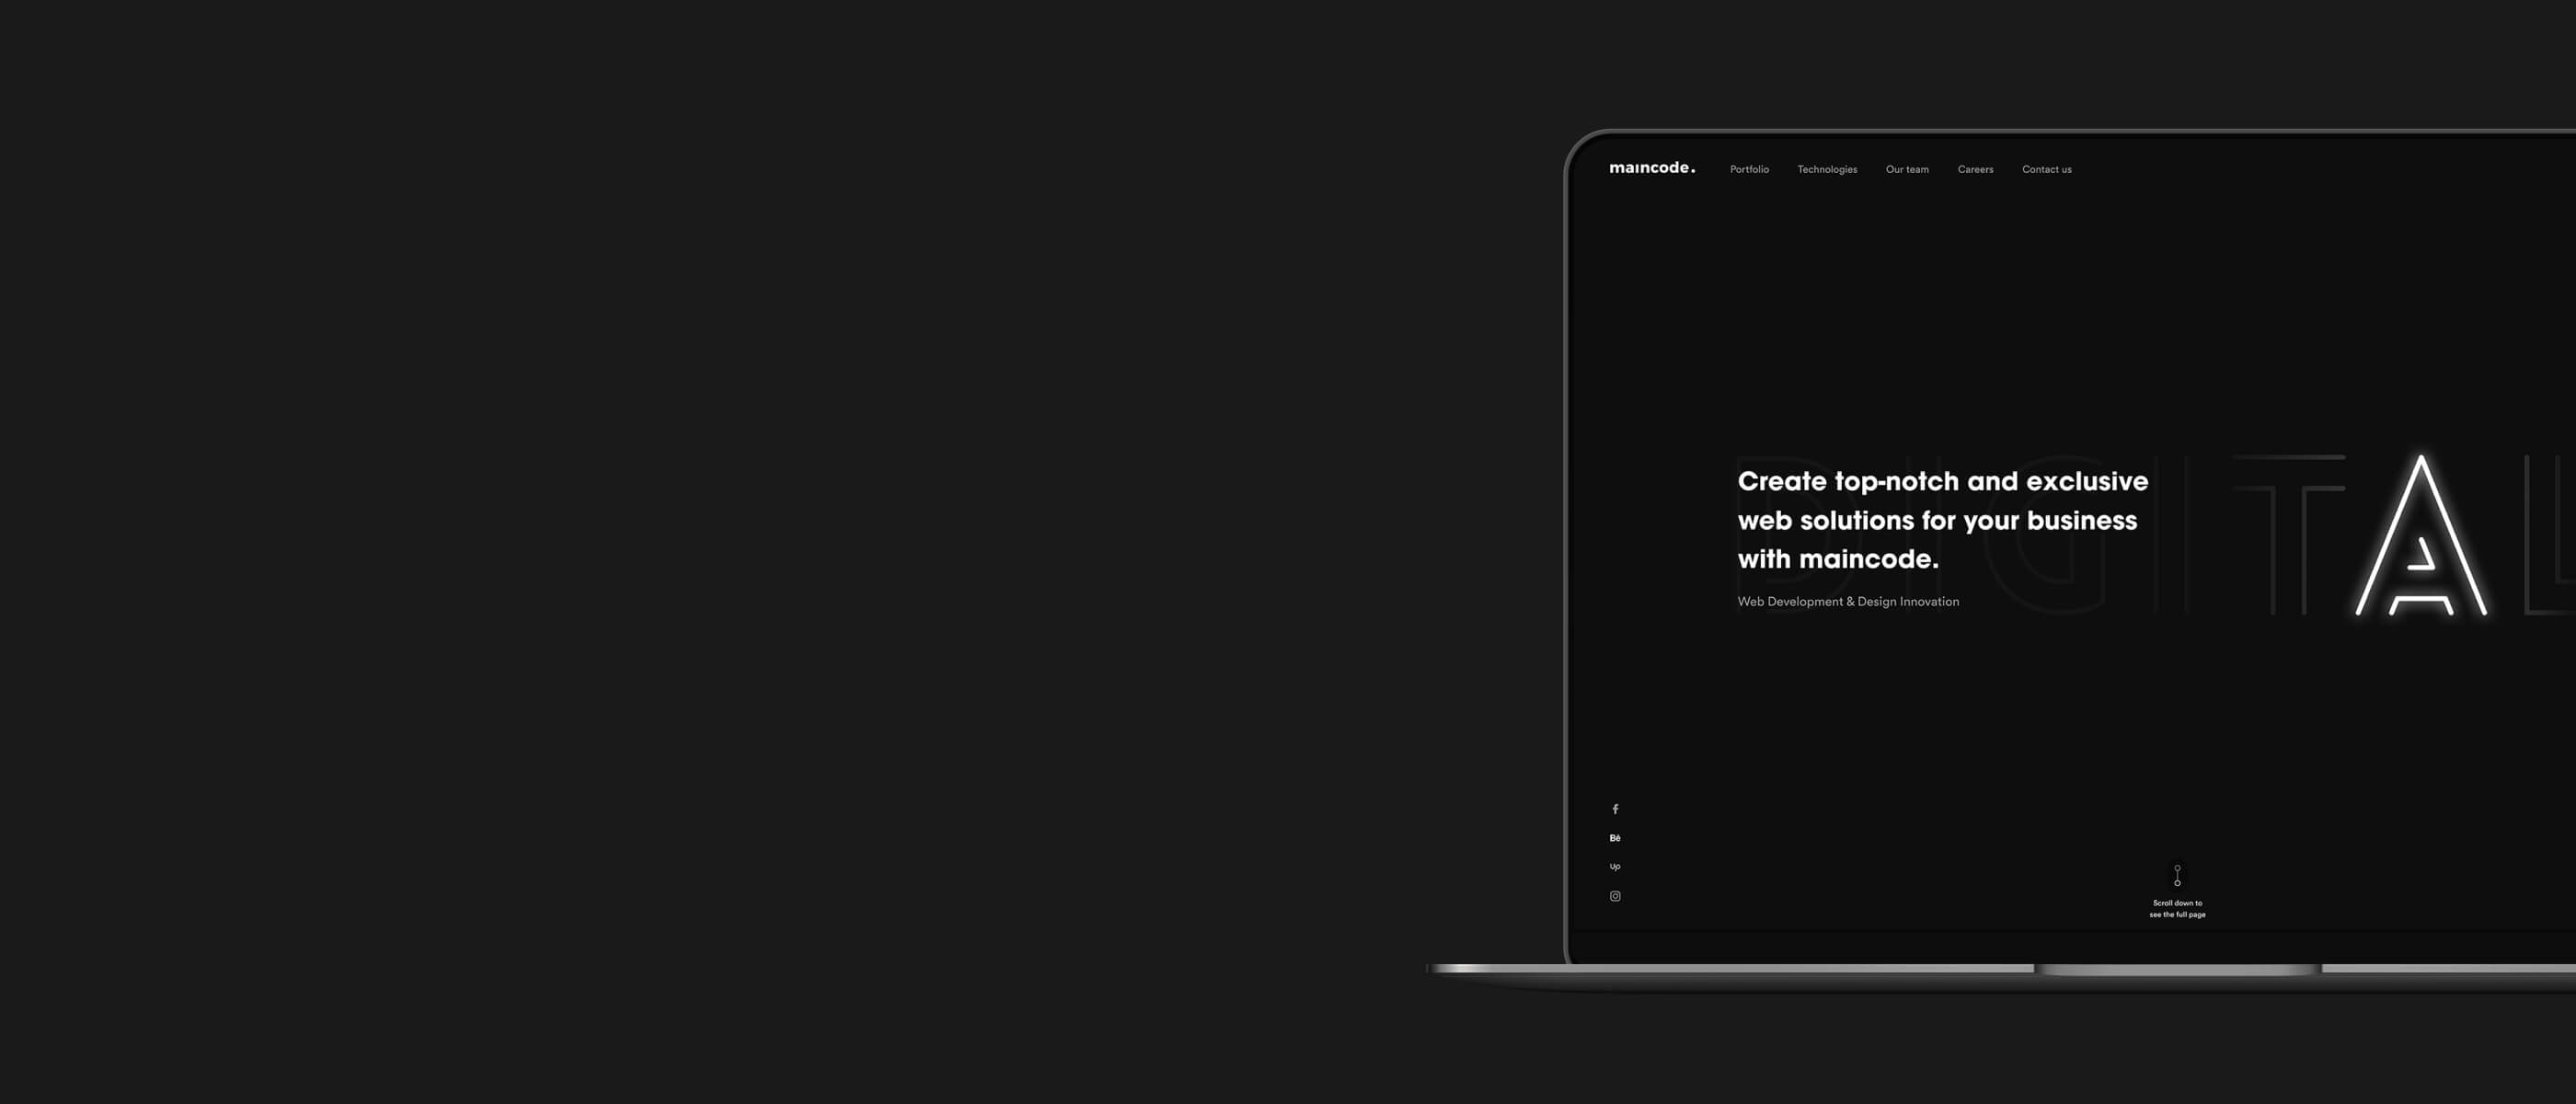 maincode.
Portfolio Technologies Our team Careers Contact us
DIGITAL
Create top-notch and exclusive
web solutions for your business
with maincode.
Web Development & Design Innovation
Bē
Up
Scroll down to
see the full page